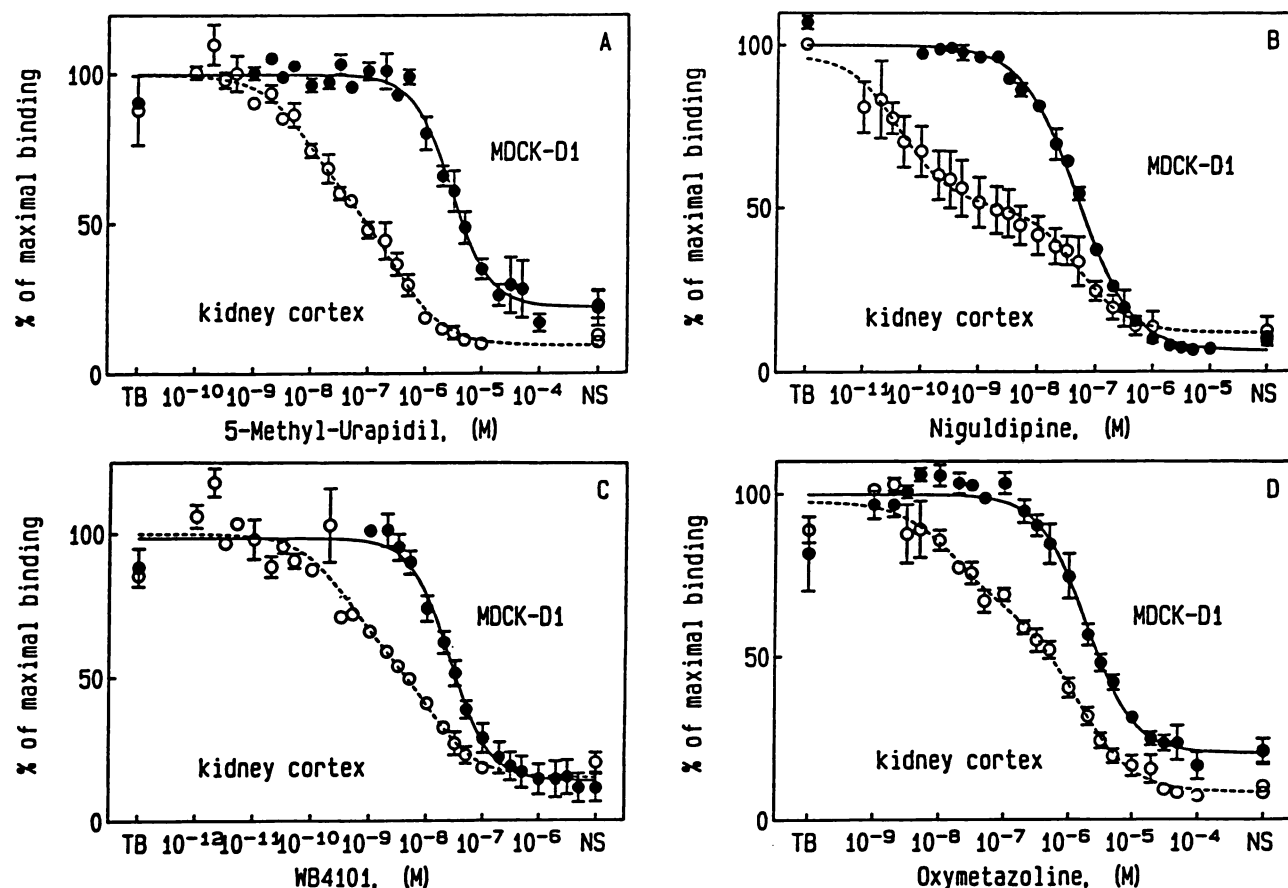 A
% of maximal binding
100
50
0
MDCK-D1
kidney cortex
TB 10⁻¹⁰ 10⁻⁹ 10⁻⁸ 10⁻⁷ 10⁻⁶ 10⁻⁵ 10⁻⁴ NS
5-Methyl-Urapidil, (M)
B
% of maximal binding
100
50
0
MDCK-D1
kidney cortex
TB 10⁻¹¹ 10⁻¹⁰ 10⁻⁹ 10⁻⁸ 10⁻⁷ 10⁻⁶ 10⁻⁵ NS
Niguldipine, (M)
C
% of maximal binding
100
50
0
MDCK-D1
kidney cortex
TB 10⁻¹² 10⁻¹¹ 10⁻¹⁰ 10⁻⁹ 10⁻⁸ 10⁻⁷ 10⁻⁶ NS
WB4101, (M)
D
% of maximal binding
100
50
0
MDCK-D1
kidney cortex
TB 10⁻⁹ 10⁻⁸ 10⁻⁷ 10⁻⁶ 10⁻⁵ 10⁻⁴ NS
Oxymetazoline, (M)